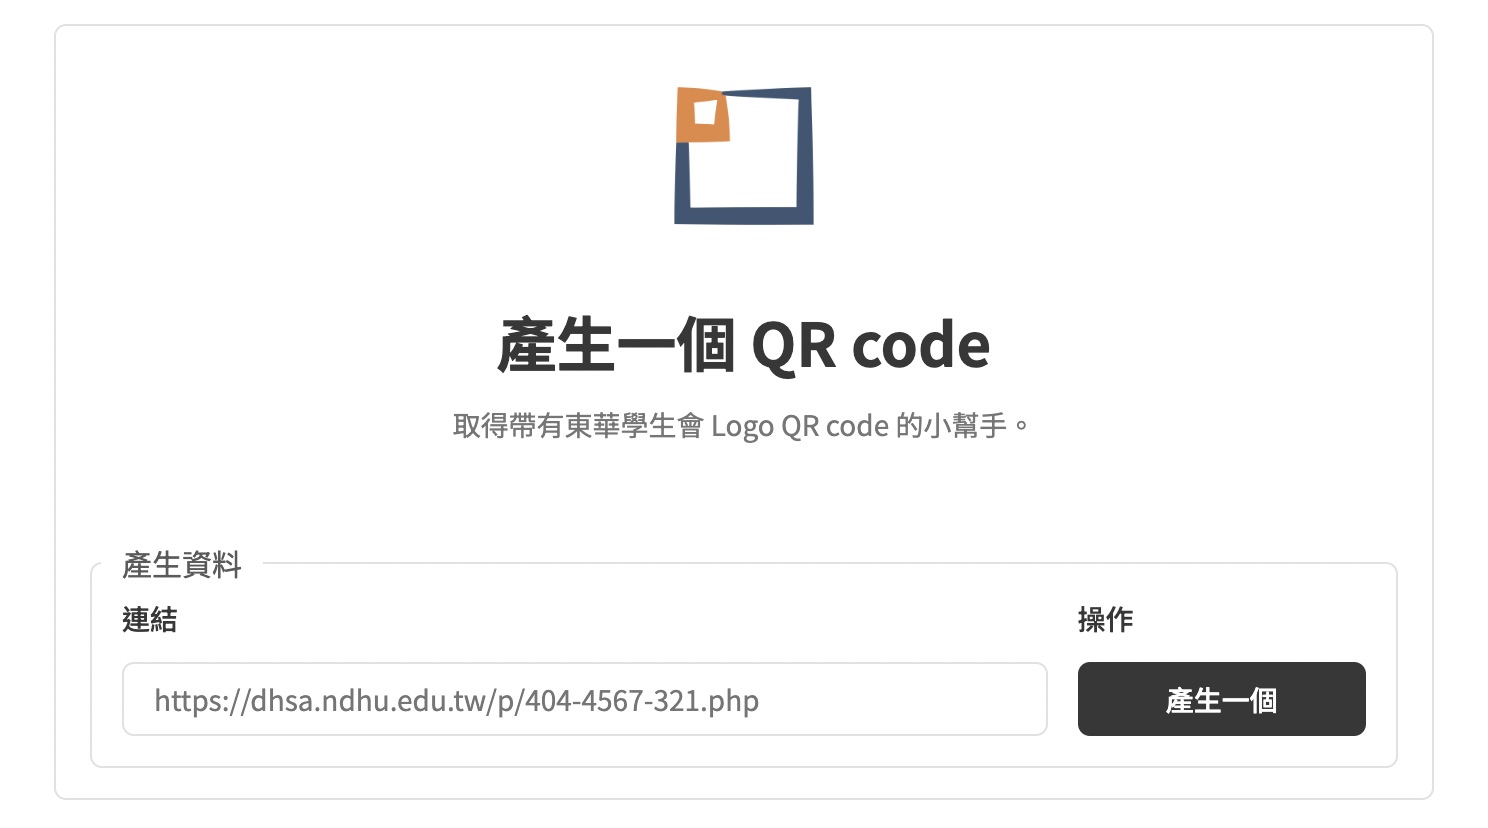 產生一個 QR code
取得帶有東華學生會 Logo QR code 的小幫手。
產生資料
連結
操作
https://dhsa.ndhu.edu.tw/p/404-4567-321.php
產生一個